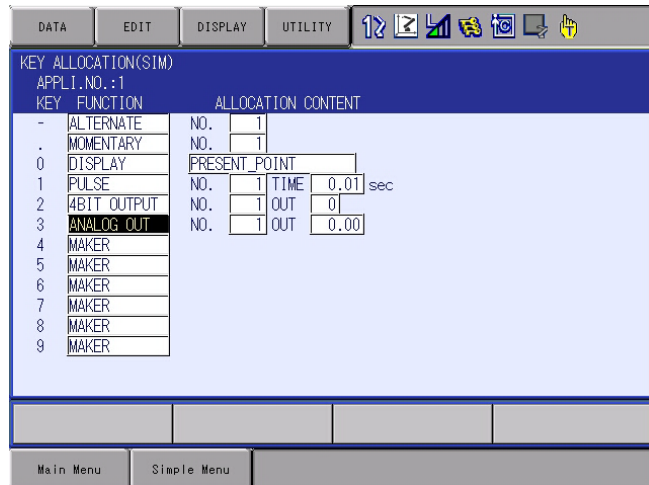 DATA EDIT DISPLAY UTILITY
KEY ALLOCATION(SIM)
APPLI.NO.:1
KEY FUNCTION ALLOCATION CONTENT
- ALTERNATE NO. 1
. MOMENTARY NO. 1
0 DISPLAY PRESENT_POINT
1 PULSE NO. 1 TIME 0.01 sec
2 4BIT OUTPUT NO. 1 OUT 0
3 ANALOG OUT NO. 1 OUT 0.00
4 MAKER
5 MAKER
6 MAKER
7 MAKER
8 MAKER
9 MAKER
Main Menu Simple Menu